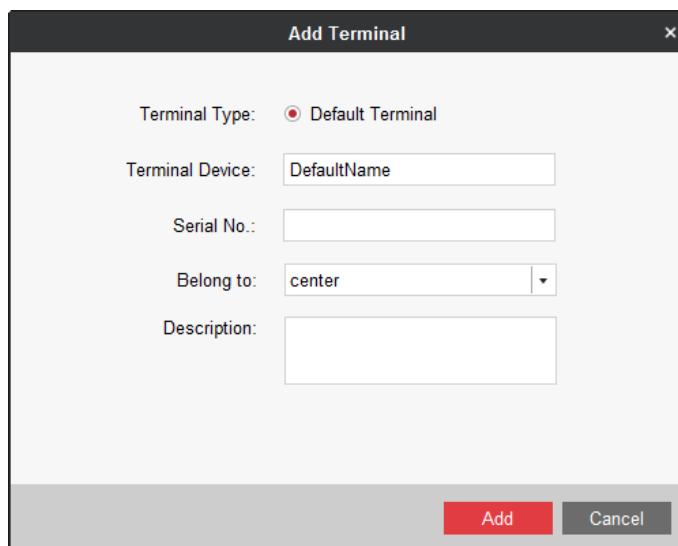 Add Terminal ×
Terminal Type: Default Terminal
Terminal Device: DefaultName
Serial No.:
Belong to: center
Description:
Add Cancel